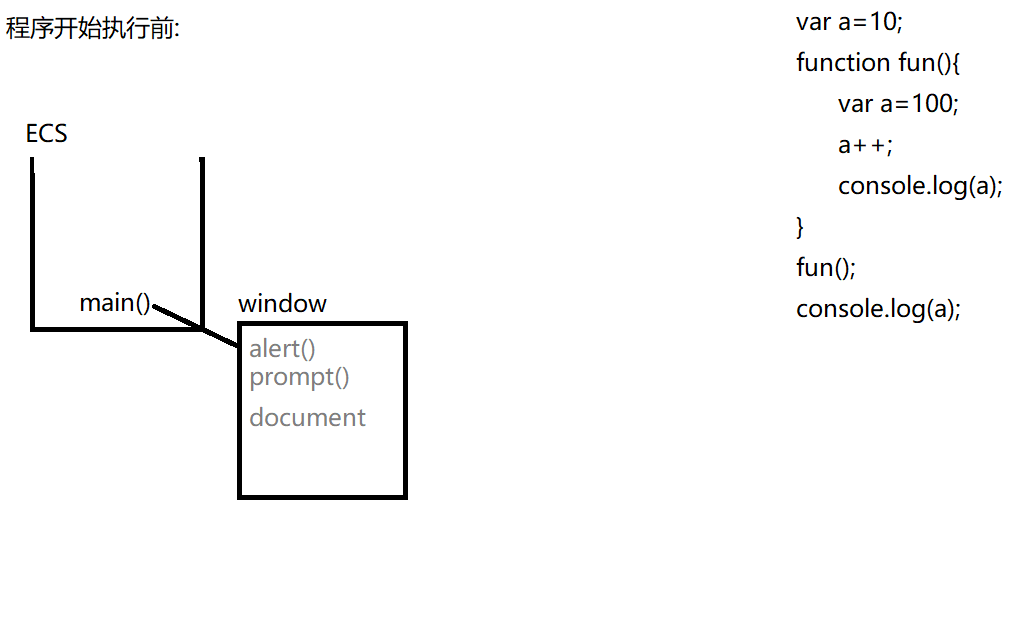 程序开始执行前:
ECS
main()
window
alert()
prompt()
document
var a=10;
function fun(){
var a=100;
a++;
console.log(a);
}
fun();
console.log(a);